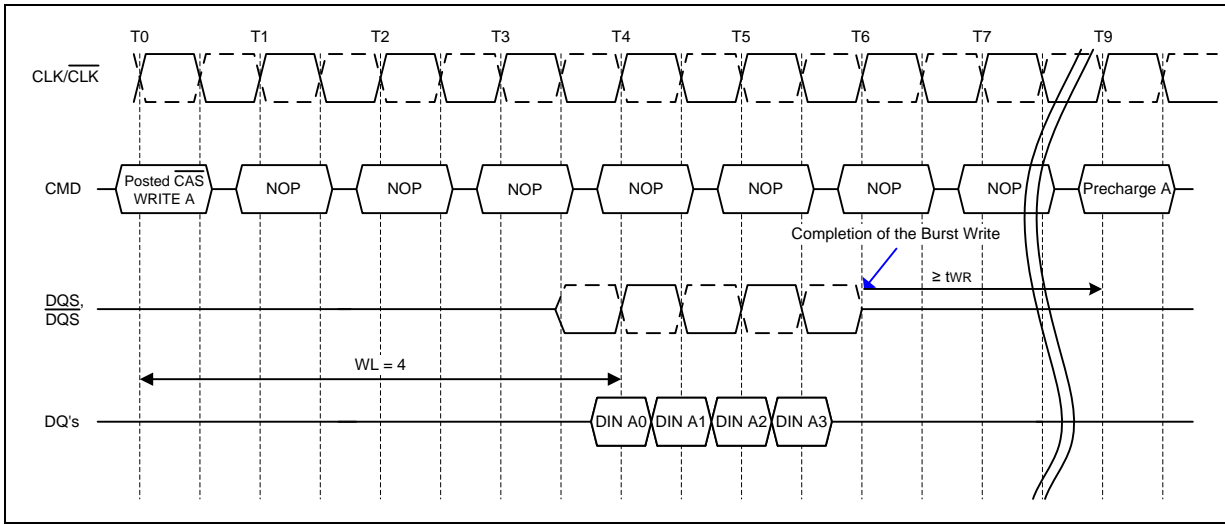 T0 T1 T2 T3 T4 T5 T6 T7 T9
CLK/CLK
CMD
Posted CAS
WRITE A
NOP NOP NOP NOP NOP NOP NOP
Precharge A
Completion of the Burst Write
≥ tWR
DQS,
DQS
WL = 4
DQ's
DIN A0 DIN A1 DIN A2 DIN A3